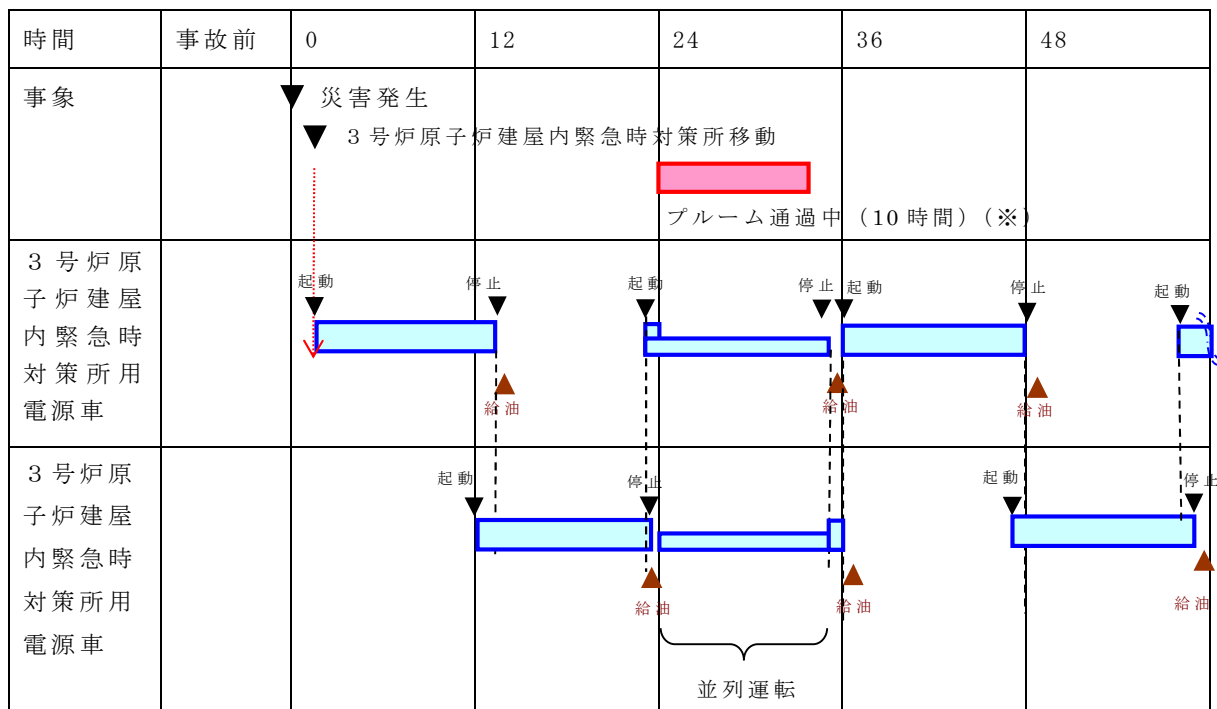 時間 事故前 0 12 24 36 48
事象
災害発生
3号炉原子炉建屋内緊急時対策所移動
プルーム通過中（10時間）（※）
3号炉原
子炉建屋
内緊急時
対策所用
電源車
起動 停止 起動 停止 起動 停止 起動
給油 給油 給油
3号炉原
子炉建屋
内緊急時
対策所用
電源車
起動 停止 起動 停止
給油 給油 給油
並列運転